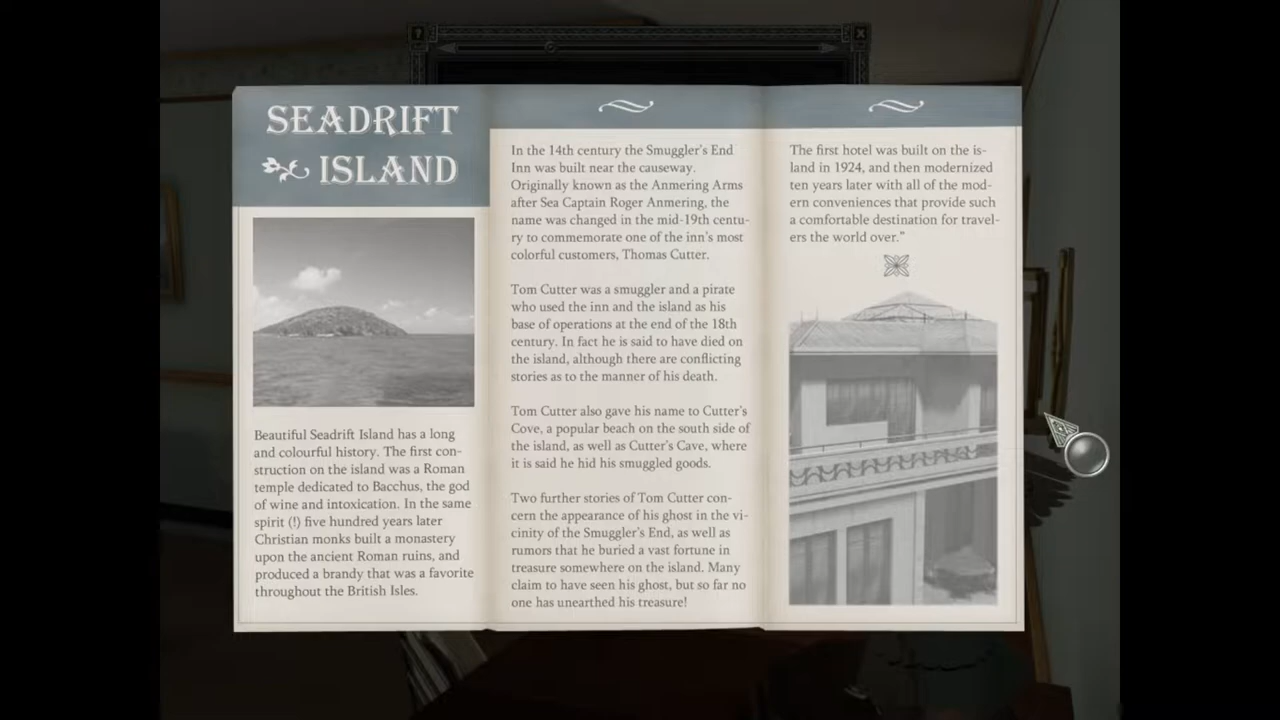 SEADRIFT
ISLAND
Beautiful Seadrift Island has a long
and colourful history. The first con-
struction on the island was a Roman
temple dedicated to Bacchus, the god
of wine and intoxication. In the same
spirit (!) five hundred years later
Christian monks built a monastery
upon the ancient Roman ruins, and
produced a brandy that was a favorite
throughout the British Isles.
In the 14th century the Smuggler's End
Inn was built near the causeway.
Originally known as the Anmering Arms
after Sea Captain Roger Anmering, the
name was changed in the mid-19th centu-
ry to commemorate one of the inn's most
colorful customers, Thomas Cutter.
Tom Cutter was a smuggler and a pirate
who used the inn and the island as his
base of operations at the end of the 18th
century. In fact he is said to have died on
the island, although there are conflicting
stories as to the manner of his death.
Tom Cutter also gave his name to Cutter's
Cove, a popular beach on the south side of
the island, as well as Cutter's Cave, where
it is said he hid his smuggled goods.
Two further stories of Tom Cutter con-
cern the appearance of his ghost in the vi-
cinity of the Smuggler's End, as well as
rumors that he buried a vast fortune in
treasure somewhere on the island. Many
claim to have seen his ghost, but so far no
one has unearthed his treasure!
The first hotel was built on the is-
land in 1924, and then modernized
ten years later with all of the mod-
ern conveniences that provide such
a comfortable destination for travel-
ers the world over."